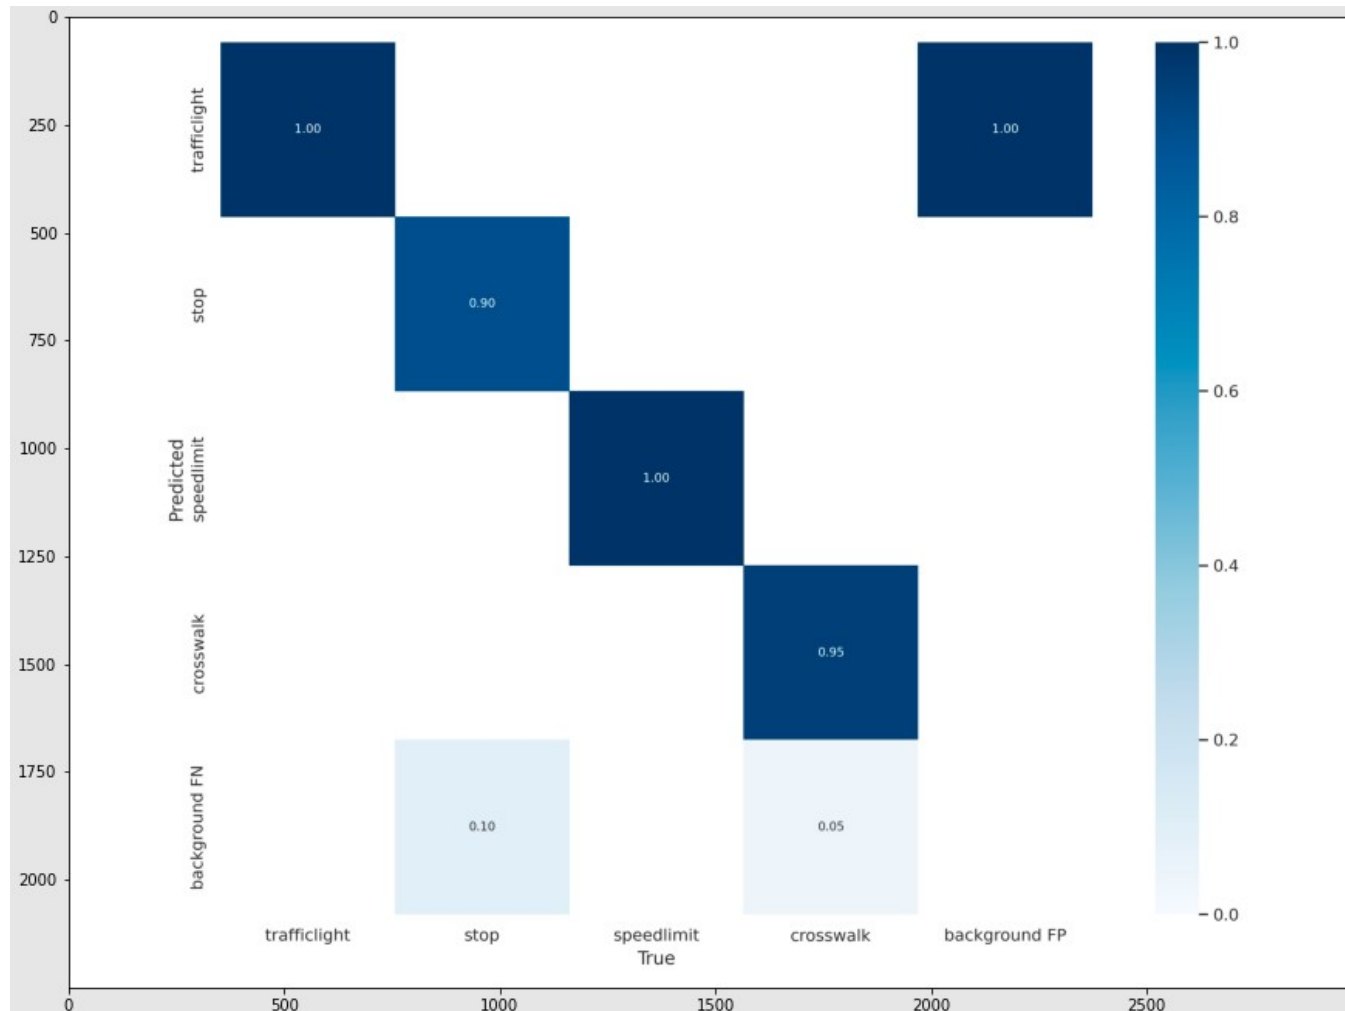 0
250
500
750
1000
1250
1500
1750
2000
Predicted
trafficlight
stop
speedlimit
crosswalk
background FN
1.00
1.00
0.90
1.00
0.95
0.10
0.05
trafficlight
stop
speedlimit
crosswalk
background FP
True
1.0
0.8
0.6
0.4
0.2
0.0
0
500
1000
1500
2000
2500